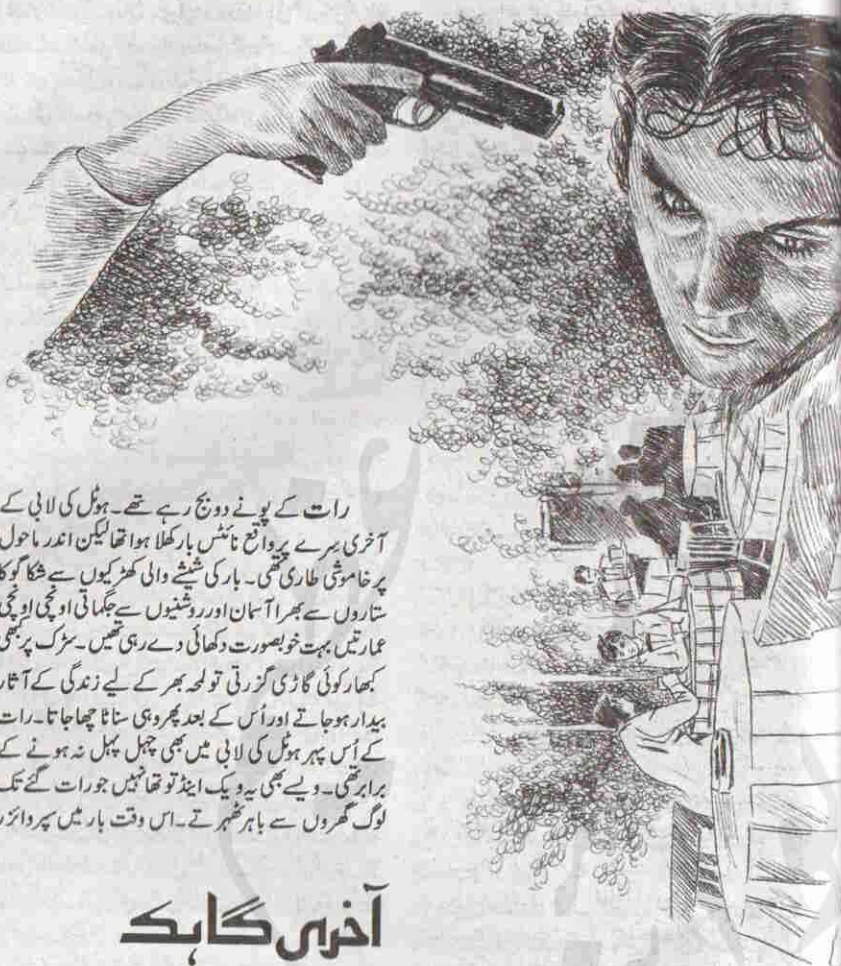 رات کے پونے دو بج رہے تھے۔ ہوٹل کی لابی کے
آخری سرے پر واقع نائٹس بار کھلا ہوا تھا لیکن اندر ماحول
پر خاموشی طاری تھی۔ بار کی شیشے والی کھڑکیوں سے شکاگو کا
ستاروں سے بھرا آسمان اور روشنیوں سے جگمگاتی اونچی اونچی
عمارتیں بہت خوبصورت دکھائی دے رہی تھیں۔ سڑک پر کبھی
کبھار کوئی گاڑی گزرتی تو لمحہ بھر کے لیے زندگی کے آثار
بیدار ہو جاتے اور اُس کے بعد پھر وہی سناٹا چھا جاتا۔ رات
کے اُس پہر ہوٹل کی لابی میں بھی چہل پہل نہ ہونے کے
برابر تھی۔ ویسے بھی یہ ویک اینڈ تو تھا نہیں جو رات گئے تک
لوگ گھروں سے باہر ٹھہرتے۔ اس وقت بار میں سپروائزر
آخری گاہک